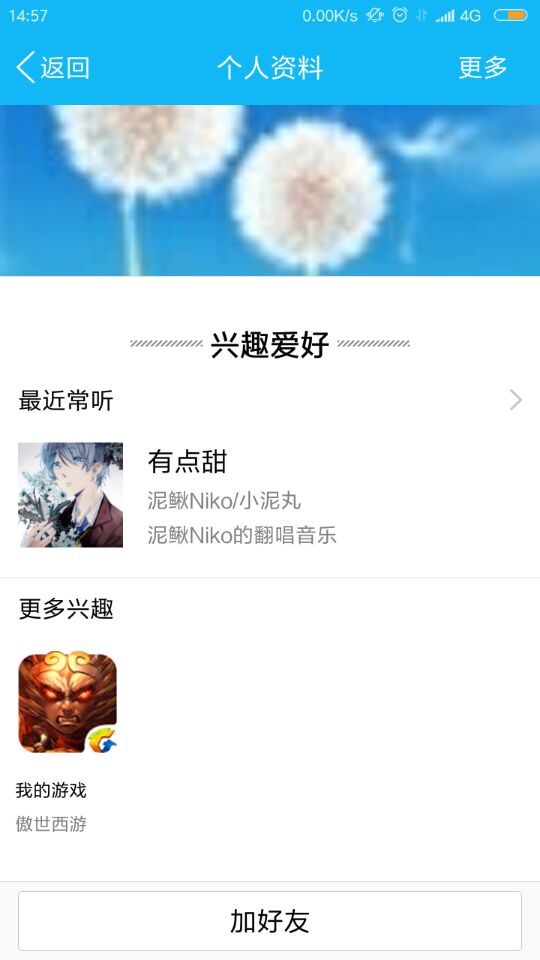 14:57
0.00K/s
4G
返回
个人资料
更多
兴趣爱好
最近常听
有点甜
泥鳅Niko/小泥丸
泥鳅Niko的翻唱音乐
更多兴趣
我的游戏
傲世西游
加好友